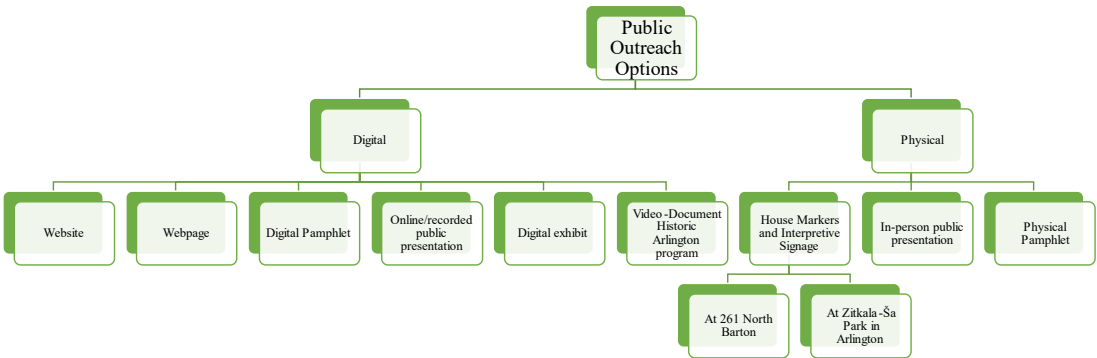 Public
Outreach
Options
Digital
Physical
Website
Webpage
Digital Pamphlet
Online/recorded
public
presentation
Digital exhibit
Video-Document
Historic
Arlington
program
House Markers
and Interpretive
Signage
In-person public
presentation
Physical
Pamphlet
At 261 North
Barton
At Zitkala-Ša
Park in
Arlington